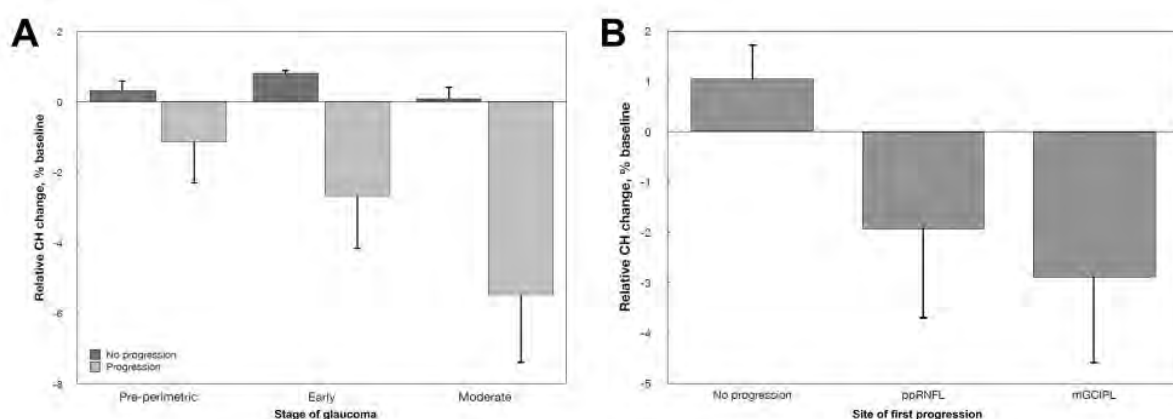 A
Relative CH change, % baseline
2
0
-2
-4
-6
-8
No progression
Progression
Pre-perimetric Early Moderate
Stage of glaucoma
B
Relative CH change, % baseline
2
1
0
-1
-2
-3
-4
-5
No progression ppRNFL mGCIPL
Site of first progression